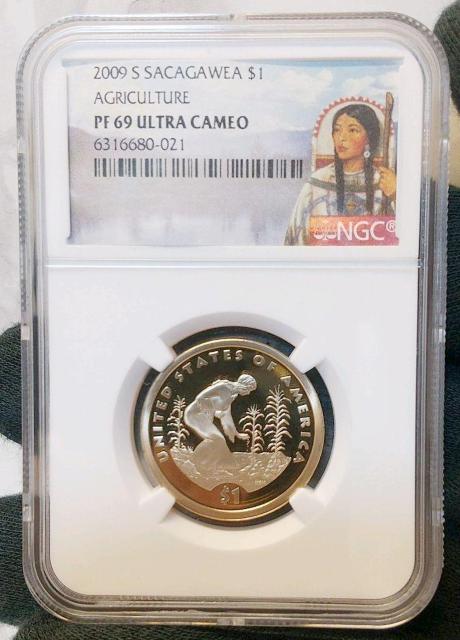 2009 S SACAGAWEA $1
AGRICULTURE
PF 69 ULTRA CAMEO
6316680-021
NGC®
UNITED STATES OF AMERICA
$1